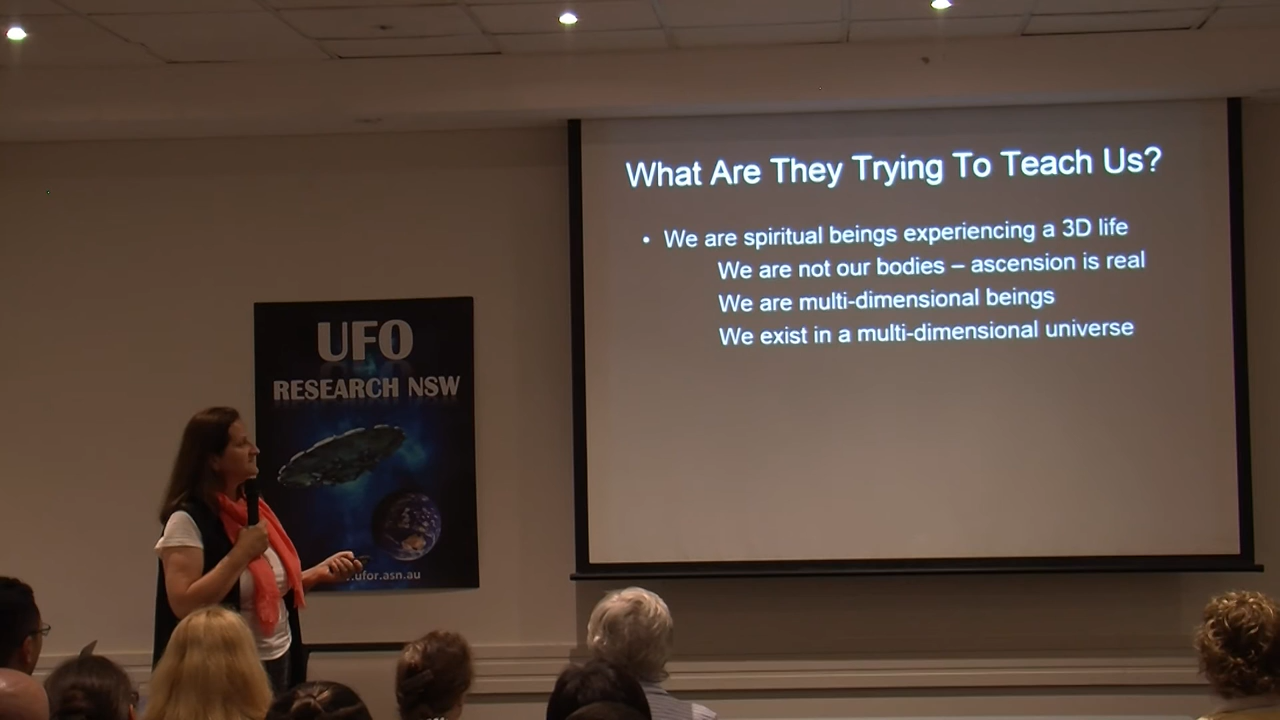 What Are They Trying To Teach Us?
• We are spiritual beings experiencing a 3D life
We are not our bodies – ascension is real
We are multi-dimensional beings
We exist in a multi-dimensional universe
UFO
RESEARCH NSW
.ufor.asn.au